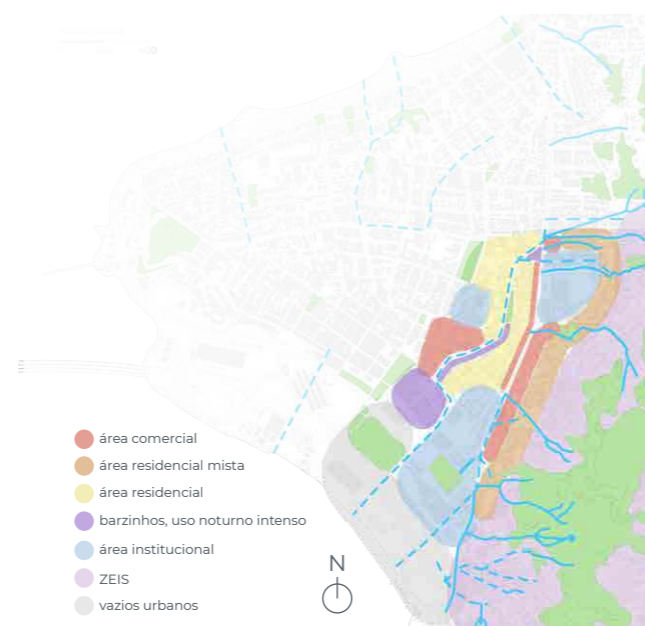 área comercial
área residencial mista
área residencial
barzinhos, uso noturno intenso
área institucional
ZEIS
vazios urbanos
N